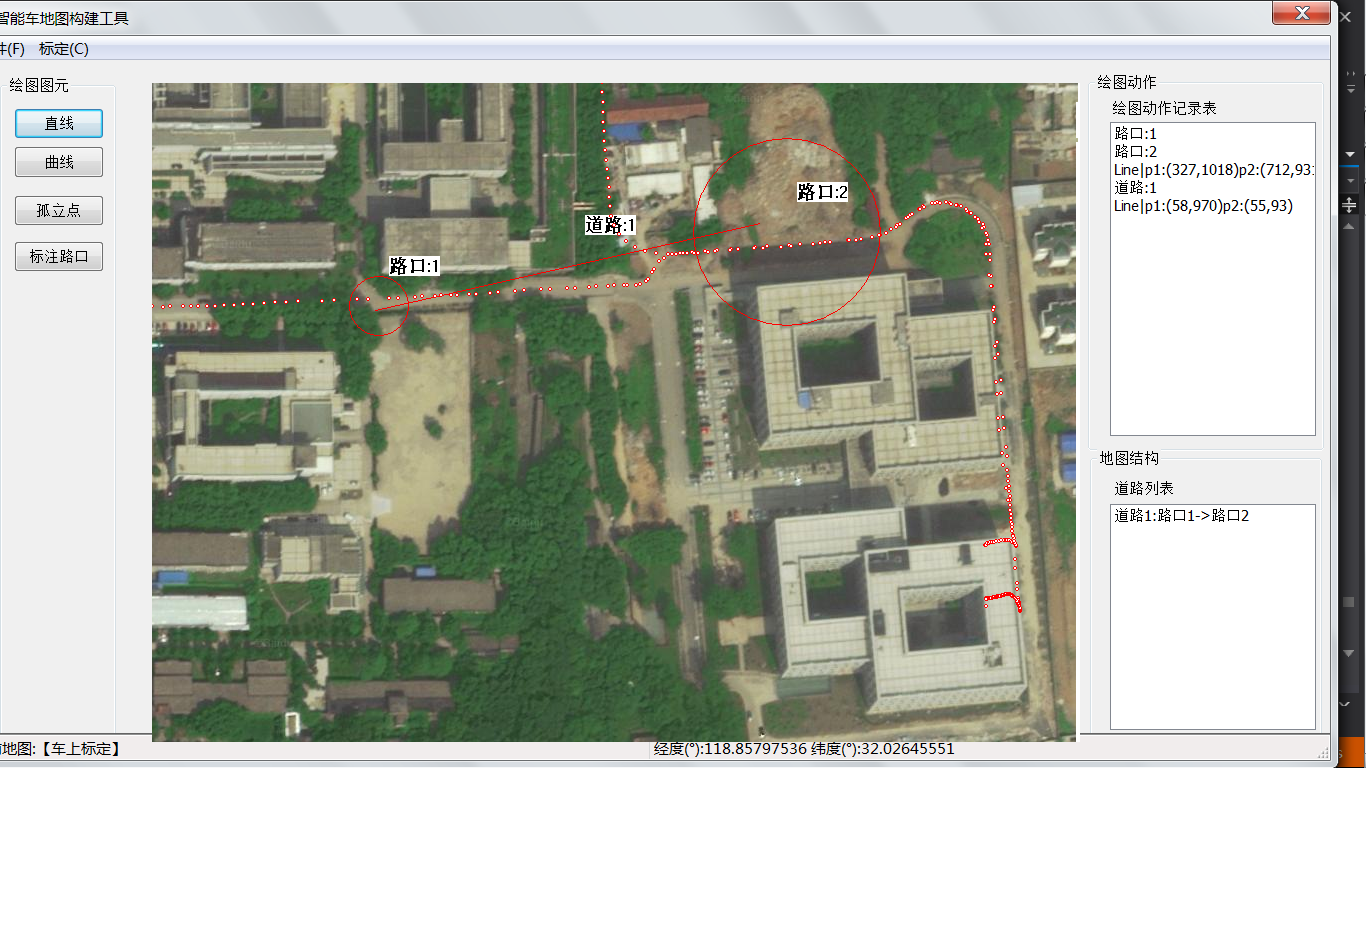 智能车地图构建工具
件(F) 标定(C)
绘图图元
直线
曲线
孤立点
标注路口
路口:2
道路:1
路口:1
绘图动作
绘图动作记录表
路口:1
路口:2
Line|p1:(327,1018)p2:(712,93
道路:1
Line|p1:(58,970)p2:(55,93)
地图结构
道路列表
道路1:路口1->路口2
前地图:【车上标定】
经度(°):118.85797536 纬度(°):32.02645551